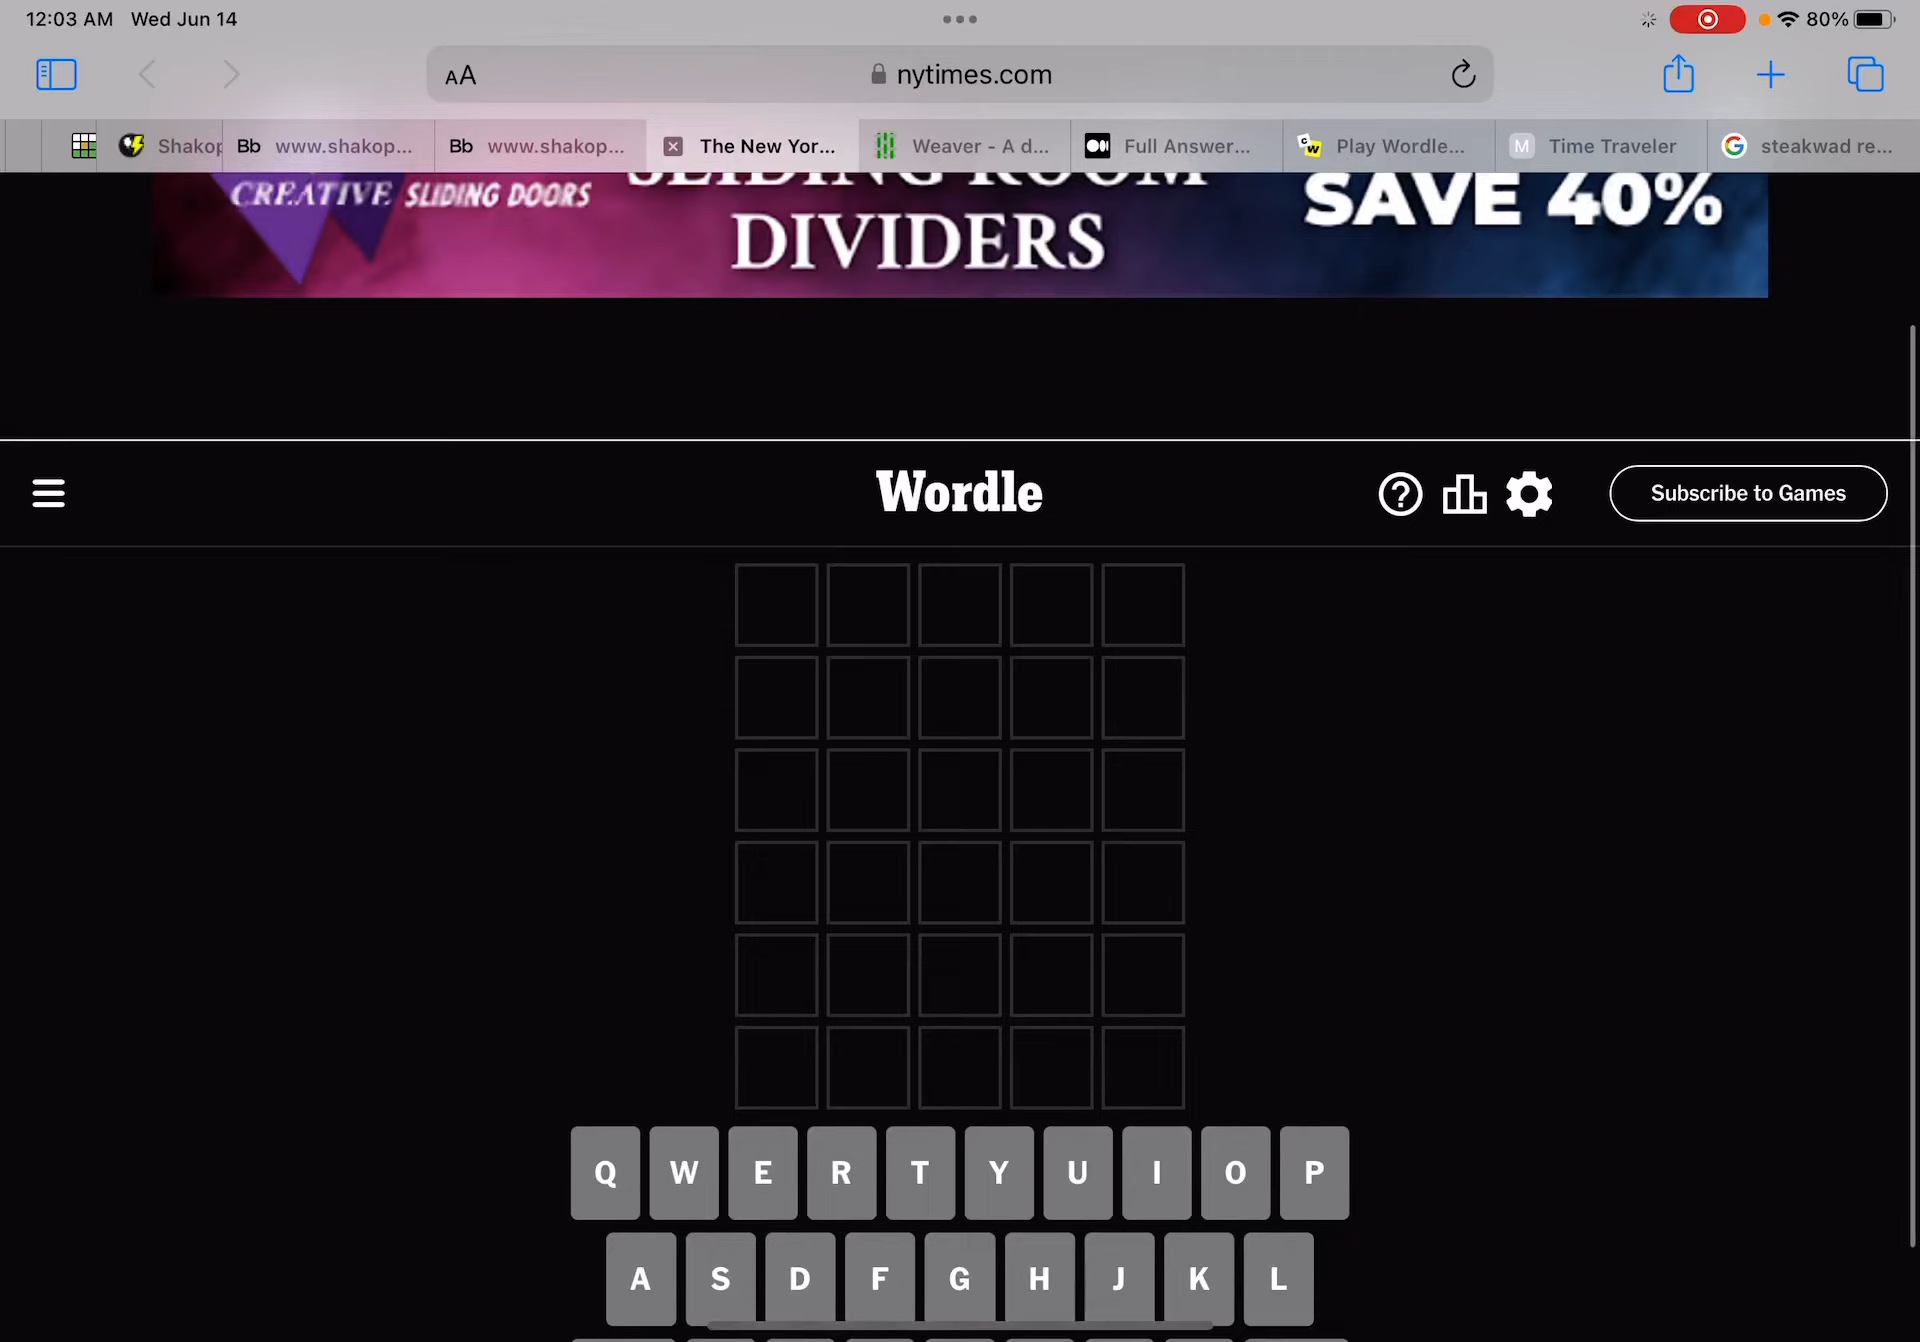 12:03 AM Wed Jun 14
80%
AA nytimes.com
Shakop
Bb www.shakop...
Bb www.shakop...
The New Yor...
Weaver - A d...
Full Answer...
Play Wordle...
M Time Traveler
G steakwad re...
CREATIVE SLIDING DOORS
SLIDING ROOM
DIVIDERS
SAVE 40%
Wordle
?
Subscribe to Games
Q W E R T Y U I O P
A S D F G H J K L